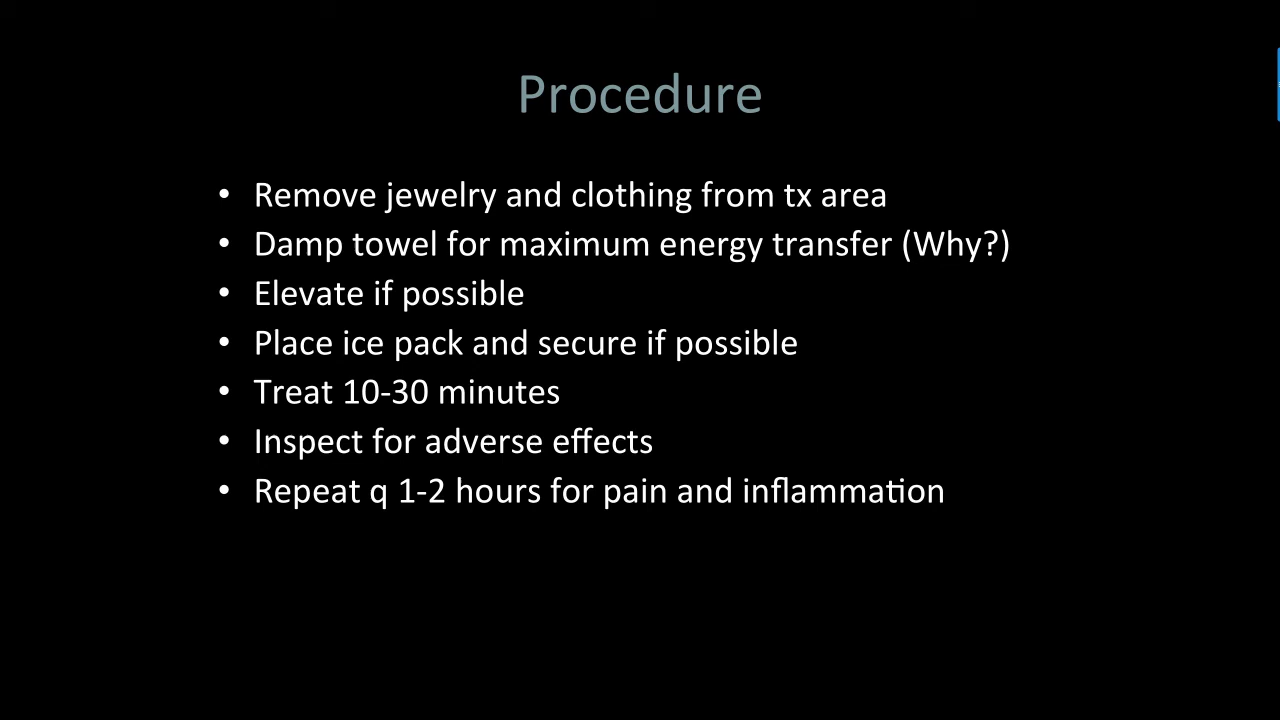 Procedure
• Remove jewelry and clothing from tx area
• Damp towel for maximum energy transfer (Why?)
• Elevate if possible
• Place ice pack and secure if possible
• Treat 10-30 minutes
• Inspect for adverse effects
• Repeat q 1-2 hours for pain and inflammation